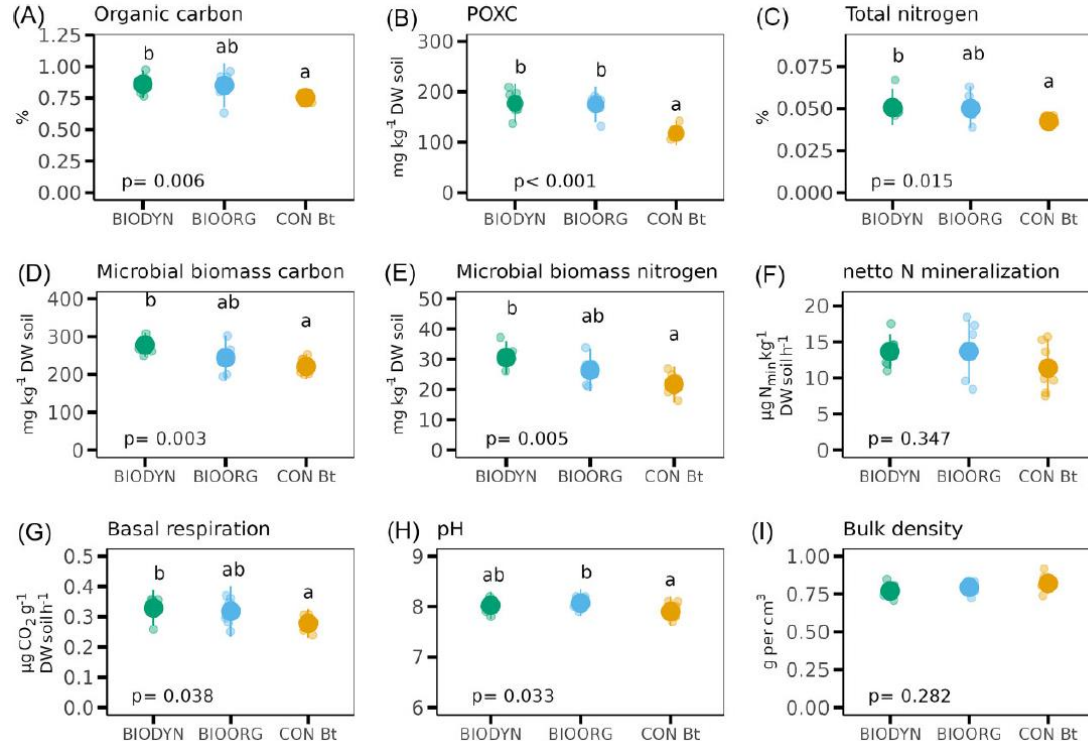 (A) Organic carbon
1.25
1.00
0.75
0.50
0.25
0.00
%
b ab a
p= 0.006
BIODYN BIOORG CON Bt
(B) POXC
300
200
100
0
mg kg⁻¹ DW soil
b b a
p< 0.001
BIODYN BIOORG CON Bt
(C) Total nitrogen
0.075
0.050
0.025
0.000
%
b ab a
p= 0.015
BIODYN BIOORG CON Bt
(D) Microbial biomass carbon
400
300
200
100
0
mg kg⁻¹ DW soil
b ab a
p= 0.003
BIODYN BIOORG CON Bt
(E) Microbial biomass nitrogen
50
40
30
20
10
0
mg kg⁻¹ DW soil
b ab a
p= 0.005
BIODYN BIOORG CON Bt
(F) netto N mineralization
20
15
10
5
0
µg Nminkg⁻¹
DW soil h⁻¹
p= 0.347
BIODYN BIOORG CON Bt
(G) Basal respiration
0.5
0.4
0.3
0.2
0.1
0.0
µg CO₂ g⁻¹
DW soil h⁻¹
b ab a
p= 0.038
BIODYN BIOORG CON Bt
(H) pH
9
8
7
6
ab b a
p= 0.033
BIODYN BIOORG CON Bt
(I) Bulk density
1.00
0.75
0.50
0.25
0.00
g per cm³
p= 0.282
BIODYN BIOORG CON Bt